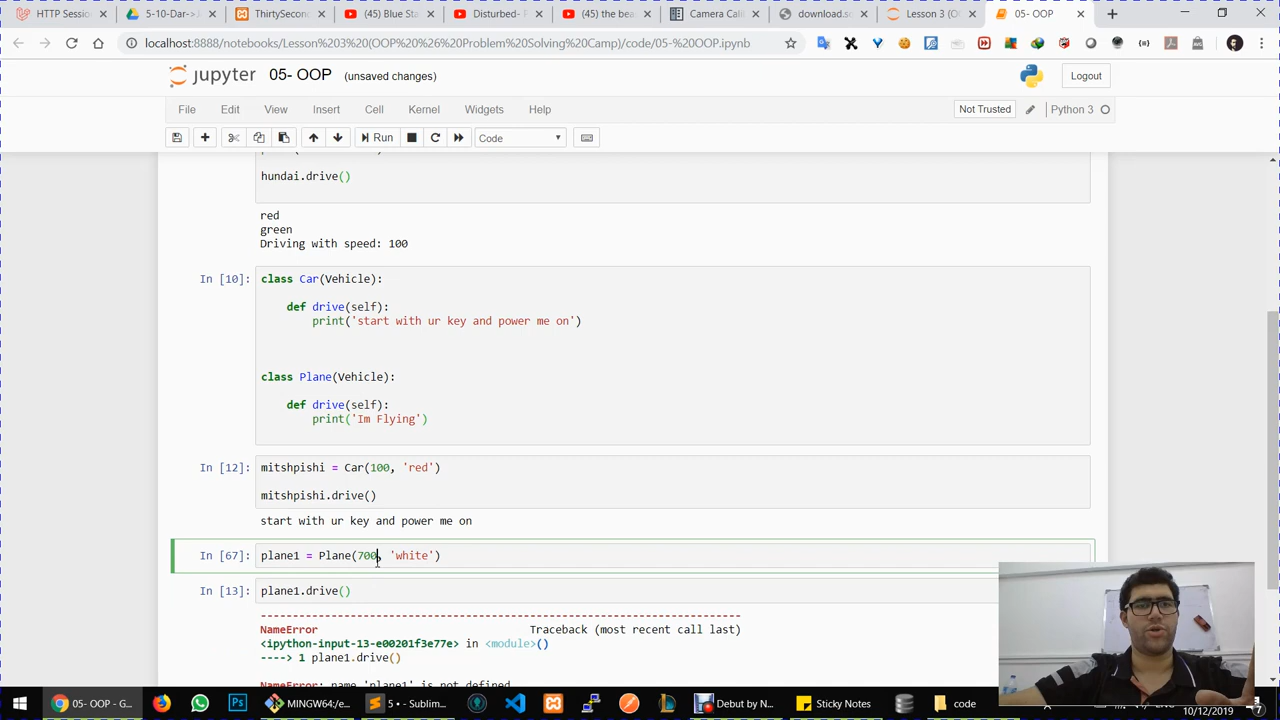 HTTP Sessi
5-10-Dar->
ThirtySecon
(45) Blue S
Disturbed- 
(45) the bea
Camera Cal
download.s
Lesson 3 (O
05- OOP
localhost:8888/notebooks/Lesson%203%20(OOP%20%26%20Problem%20Solving%20Camp)/code/05-%20OOP.ipynb
jupyter 05- OOP (unsaved changes)
Logout
File Edit View Insert Cell Kernel Widgets Help
Not Trusted Python 3
Run Code
hundai.drive()
red
green
Driving with speed: 100
In [10]: class Car(Vehicle):
def drive(self):
print('start with ur key and power me on')
class Plane(Vehicle):
def drive(self):
print('Im Flying')
In [12]: mitshpishi = Car(100, 'red')
mitshpishi.drive()
start with ur key and power me on
In [67]: plane1 = Plane(700, 'white')
In [13]: plane1.drive()
---------------------------------------------------------------------------
NameError Traceback (most recent call last)
<ipython-input-13-e00201f3e77e> in <module>()
----> 1 plane1.drive()
NameError: name 'plane1' is not defined
05- OOP - G...
MINGW64:/e/...
5 • - Sublim...
Debut by N...
Sticky Notes
code
ENG
10/12/2019
7